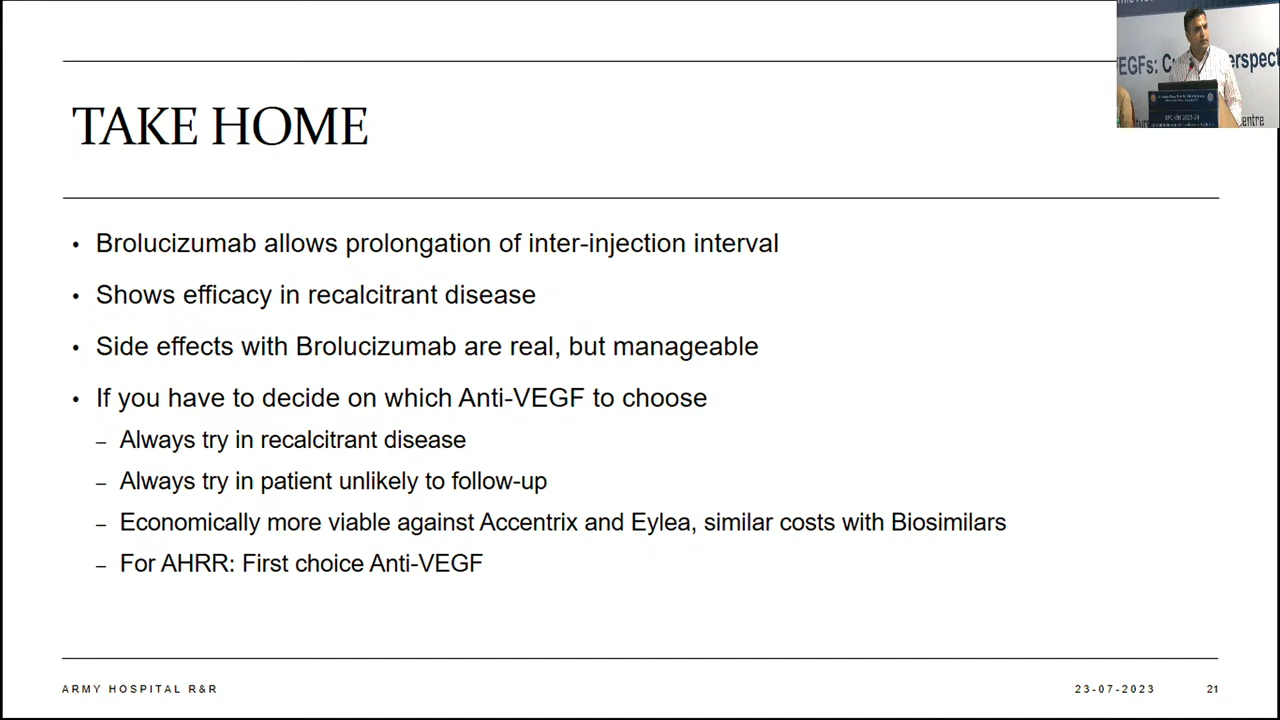 EGFs: C
erspect
entre
TAKE HOME
• Brolucizumab allows prolongation of inter-injection interval
• Shows efficacy in recalcitrant disease
• Side effects with Brolucizumab are real, but manageable
• If you have to decide on which Anti-VEGF to choose
– Always try in recalcitrant disease
– Always try in patient unlikely to follow-up
– Economically more viable against Accentrix and Eylea, similar costs with Biosimilars
– For AHRR: First choice Anti-VEGF
ARMY HOSPITAL R&R
23-07-2023
21